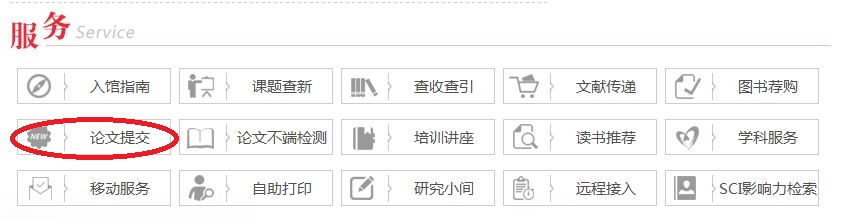 服务 Service
入馆指南 课题查新 查收查引 文献传递 图书荐购
NEW 论文提交 论文不端检测 培训讲座 读书推荐 学科服务
移动服务 自助打印 研究小间 远程接入 SCI影响力检索